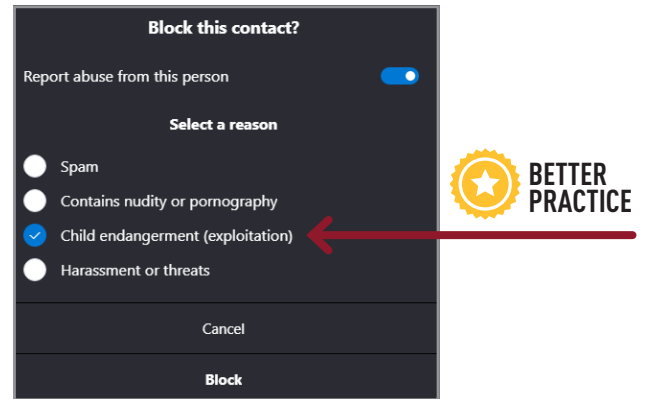 Block this contact?
Report abuse from this person
Select a reason
Spam
Contains nudity or pornography
Child endangerment (exploitation)
Harassment or threats
Cancel
Block
BETTER
PRACTICE